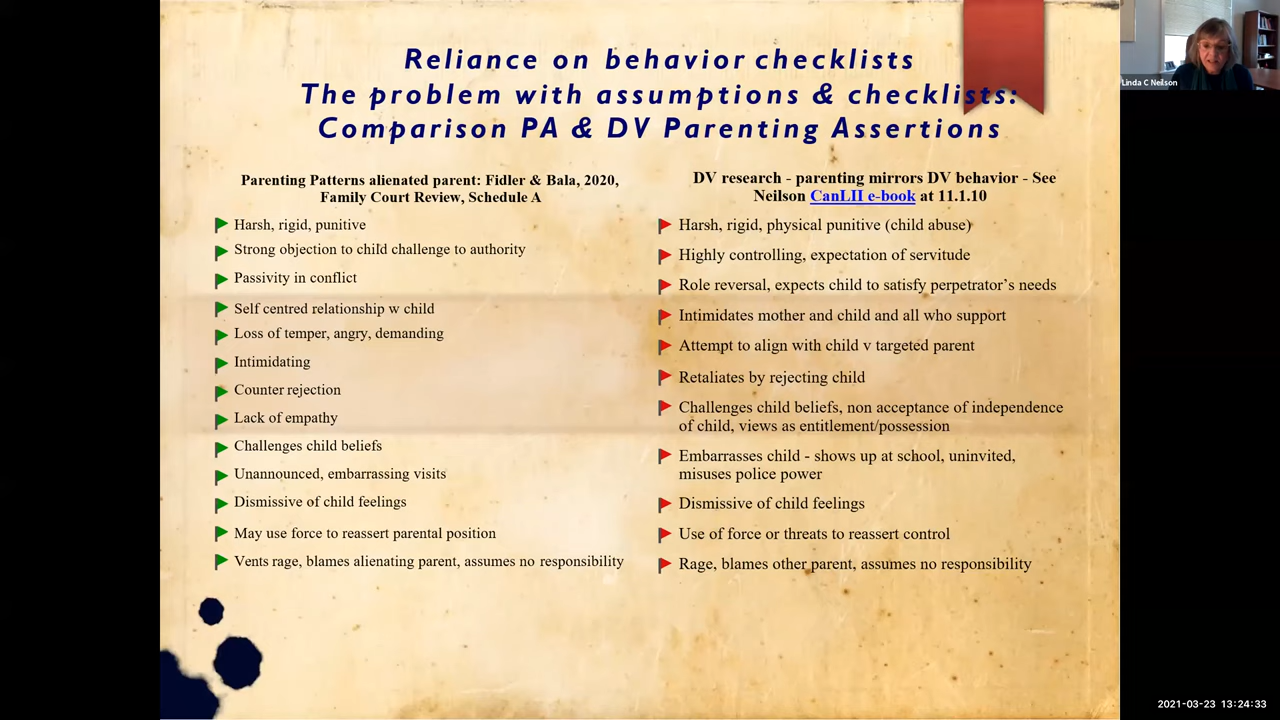 Reliance on behavior checklists
The problem with assumptions & checklists:
Comparison PA & DV Parenting Assertions
Parenting Patterns alienated parent: Fidler & Bala, 2020,
Family Court Review, Schedule A
Harsh, rigid, punitive
Strong objection to child challenge to authority
Passivity in conflict
Self centred relationship w child
Loss of temper, angry, demanding
Intimidating
Counter rejection
Lack of empathy
Challenges child beliefs
Unannounced, embarrassing visits
Dismissive of child feelings
May use force to reassert parental position
Vents rage, blames alienating parent, assumes no responsibility
DV research - parenting mirrors DV behavior - See
Neilson CanLII e-book at 11.1.10
Harsh, rigid, physical punitive (child abuse)
Highly controlling, expectation of servitude
Role reversal, expects child to satisfy perpetrator’s needs
Intimidates mother and child and all who support
Attempt to align with child v targeted parent
Retaliates by rejecting child
Challenges child beliefs, non acceptance of independence
of child, views as entitlement/possession
Embarrasses child - shows up at school, uninvited,
misuses police power
Dismissive of child feelings
Use of force or threats to reassert control
Rage, blames other parent, assumes no responsibility
Linda C Neilson
2021-03-23 13:24:33